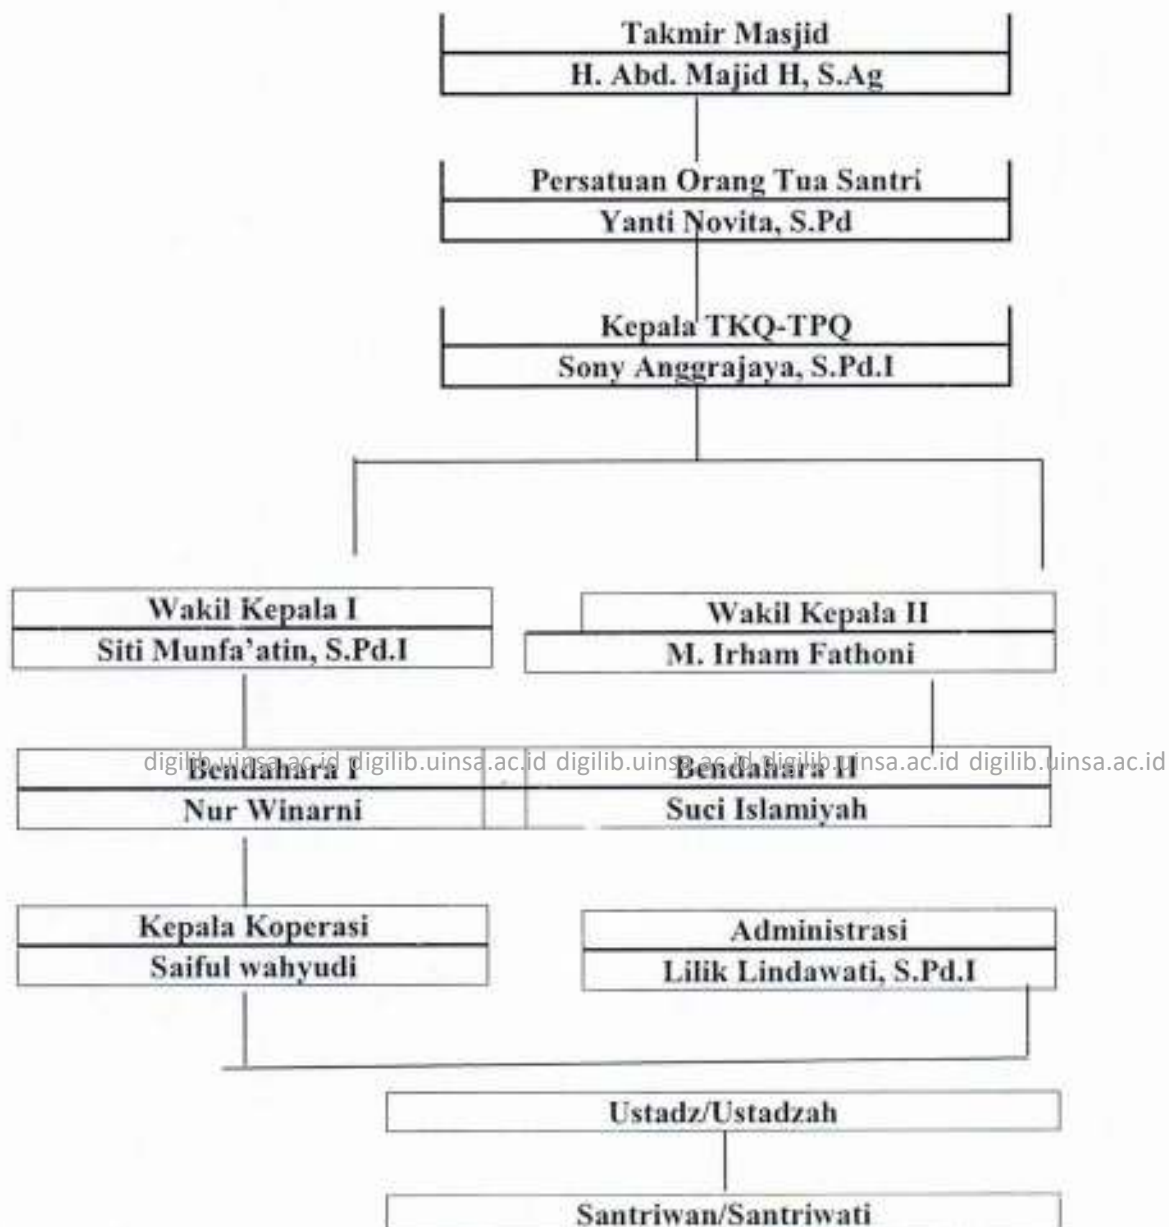 Takmir Masjid
H. Abd. Majid H, S.Ag
Persatuan Orang Tua Santri
Yanti Novita, S.Pd
Kepala TKQ-TPQ
Sony Anggrajaya, S.Pd.I
Wakil Kepala I
Siti Munfa'atin, S.Pd.I
Wakil Kepala II
M. Irham Fathoni
digilib.uinsa.ac.id digilib.uinsa.ac.id digilib.uinsa.ac.id digilib.uinsa.ac.id digilib.uinsa.ac.id
Bendahara I
Nur Winarni
Bendahara II
Suci Islamiyah
Kepala Koperasi
Saiful wahyudi
Administrasi
Lilik Lindawati, S.Pd.I
Ustadz/Ustadzah
Santriwan/Santriwati